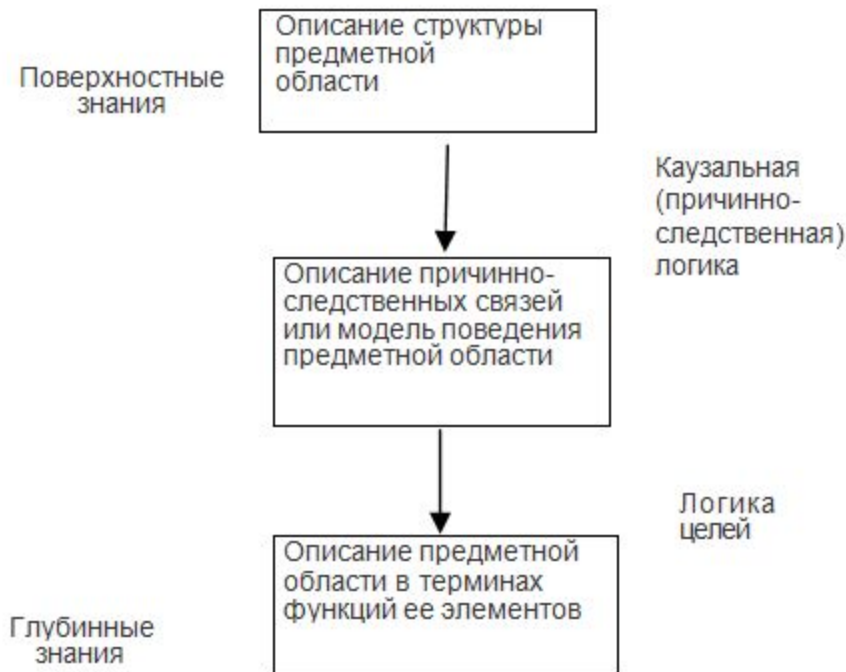 Описание структуры
предметной
области
Поверхностные
знания
Каузальная
(причинно-
следственная)
логика
Описание причинно-
следственных связей
или модель поведения
предметной области
Логика
целей
Описание предметной
области в терминах
функций ее элементов
Глубинные
знания